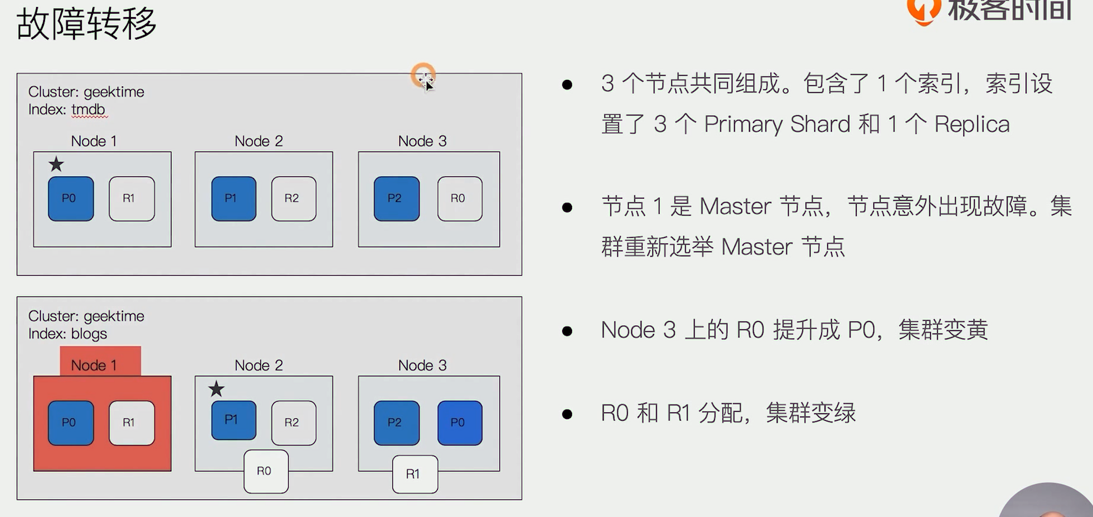 故障转移
极客时间
Cluster: geektime
Index: tmdb
Node 1 Node 2 Node 3
P0 R1 P1 R2 P2 R0
Cluster: geektime
Index: blogs
Node 1 Node 2 Node 3
P0 R1 P1 R2 P2 P0
R0 R1
3 个节点共同组成。包含了 1 个索引，索引设
置了 3 个 Primary Shard 和 1 个 Replica
节点 1 是 Master 节点，节点意外出现故障。集
群重新选举 Master 节点
Node 3 上的 R0 提升成 P0，集群变黄
R0 和 R1 分配，集群变绿